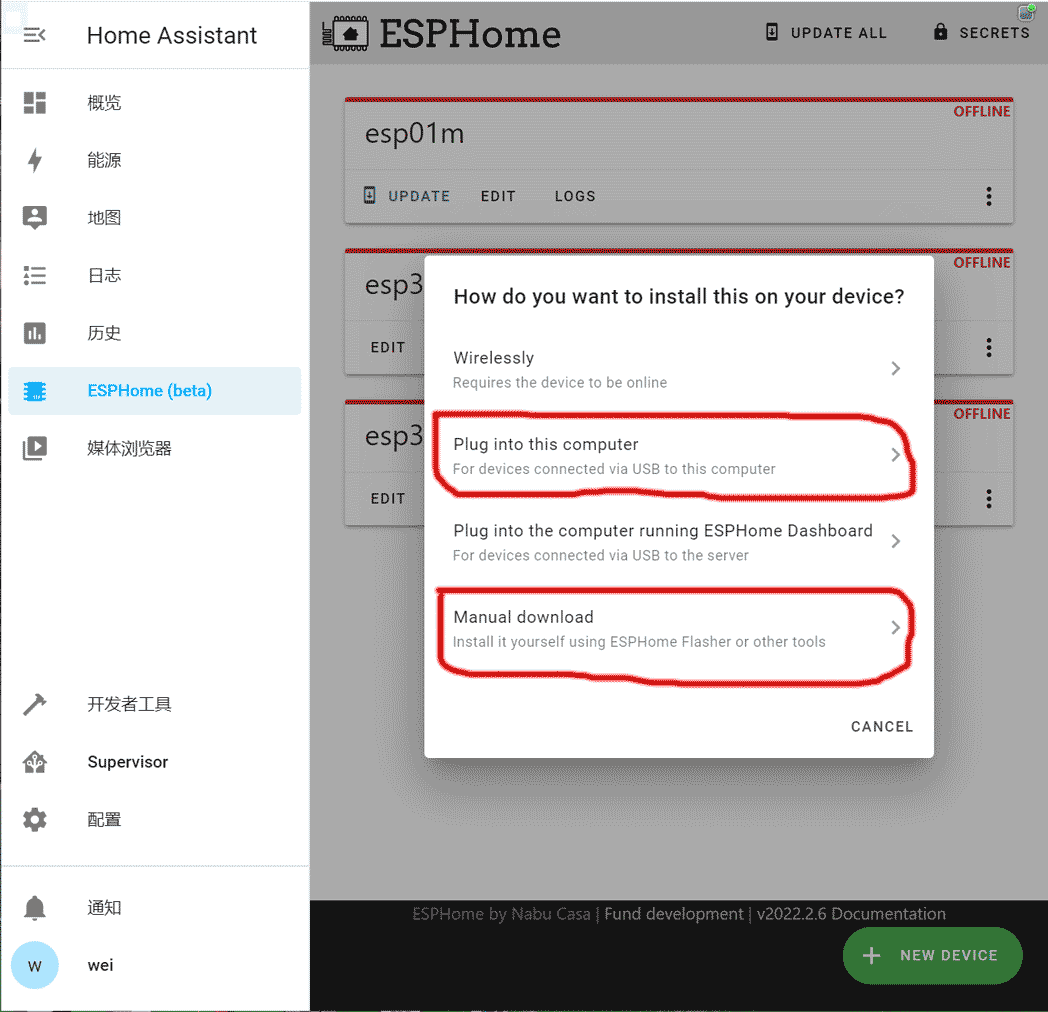 Home Assistant
概览
能源
地图
日志
历史
ESPHome (beta)
媒体浏览器
开发者工具
Supervisor
配置
通知
W
wei
ESPHome
UPDATE ALL
SECRETS
OFFLINE
esp01m
UPDATE
EDIT
LOGS
OFFLINE
esp3
EDIT
OFFLINE
esp3
EDIT
How do you want to install this on your device?
Wirelessly
Requires the device to be online
Plug into this computer
For devices connected via USB to this computer
Plug into the computer running ESPHome Dashboard
For devices connected via USB to the server
Manual download
Install it yourself using ESPHome Flasher or other tools
CANCEL
ESPHome by Nabu Casa | Fund development | v2022.2.6 Documentation
NEW DEVICE